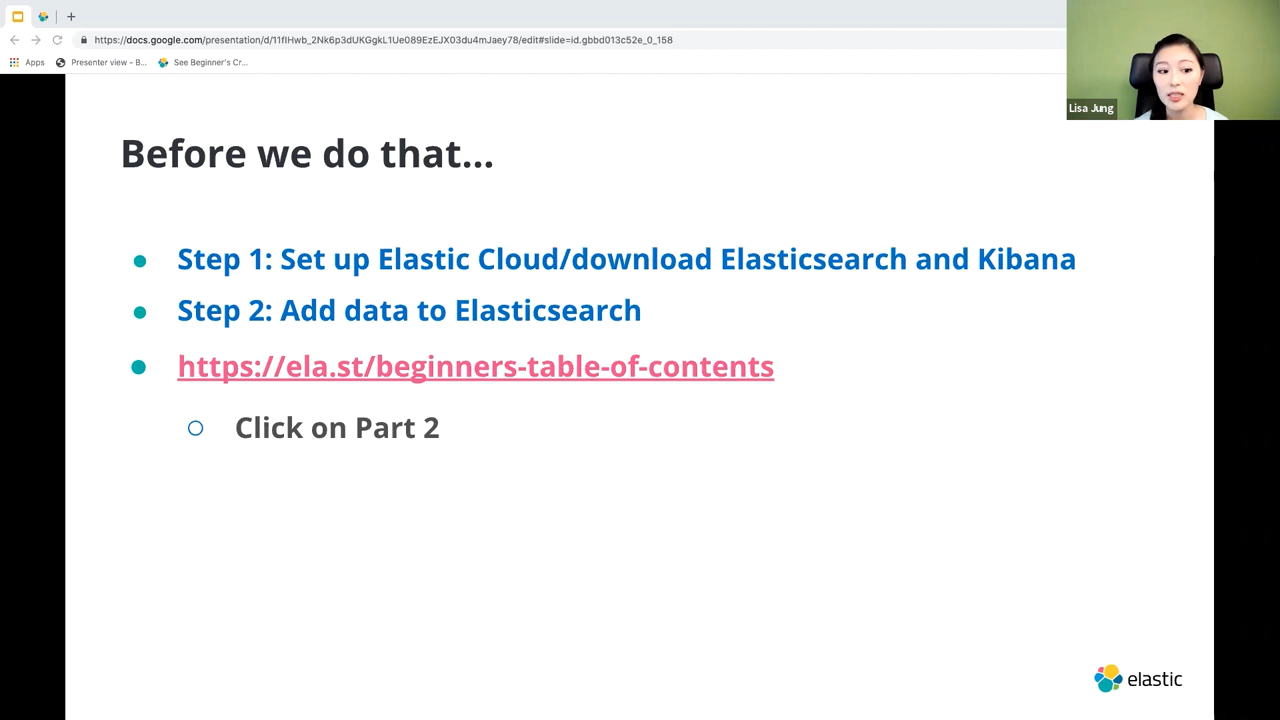 https://docs.google.com/presentation/d/11fIHwb_2Nk6p3dUKGgkL1Ue089EzEJX03du4mJaey78/edit#slide=id.gbbd013c52e_0_158
Apps
Presenter view - B...
See Beginner's Cr...
Lisa Jung
Before we do that...
Step 1: Set up Elastic Cloud/download Elasticsearch and Kibana
Step 2: Add data to Elasticsearch
https://ela.st/beginners-table-of-contents
Click on Part 2
elastic